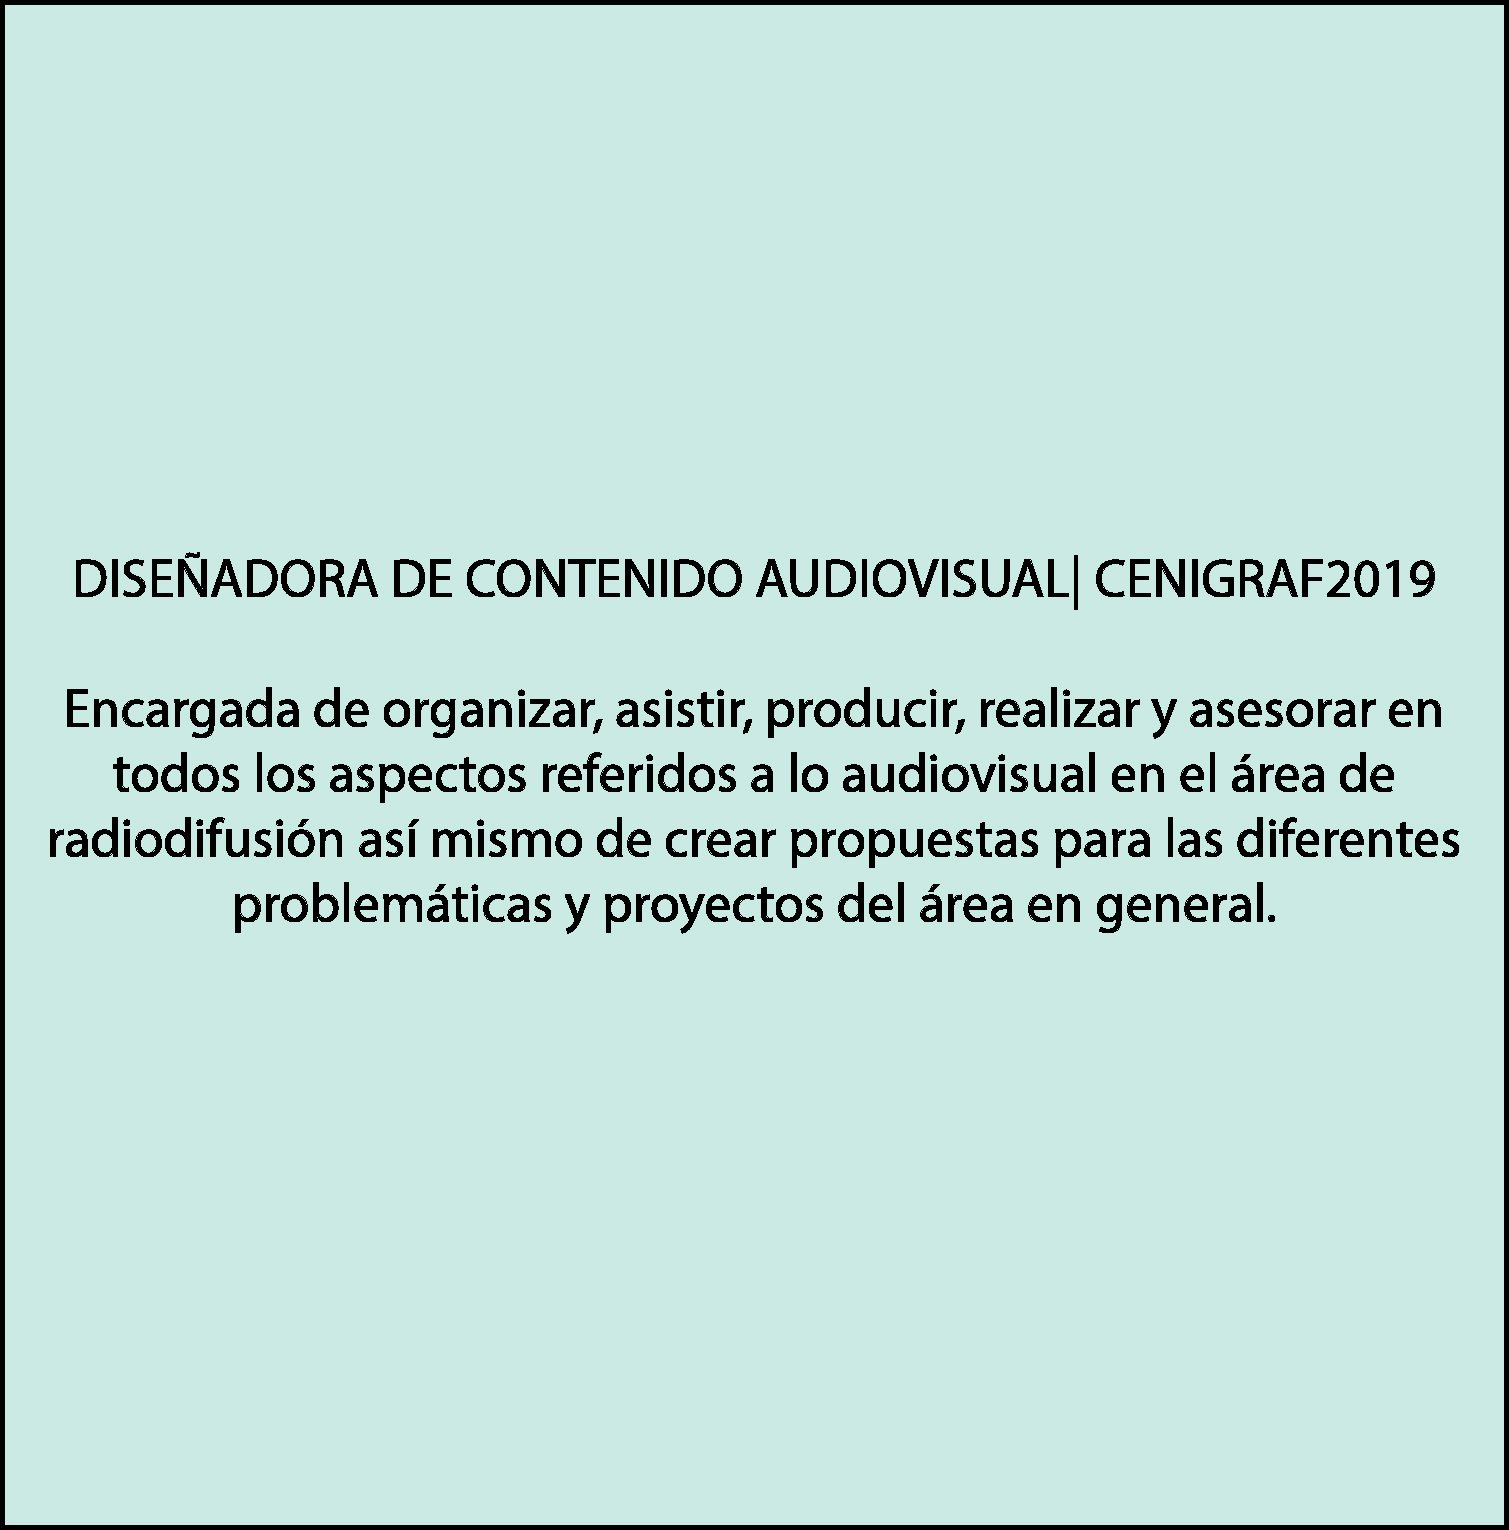 DISEÑADORA DE CONTENIDO AUDIOVISUAL| CENIGRAF2019
Encargada de organizar, asistir, producir, realizar y asesorar en
todos los aspectos referidos a lo audiovisual en el área de
radiodifusión así mismo de crear propuestas para las diferentes
problemáticas y proyectos del área en general.